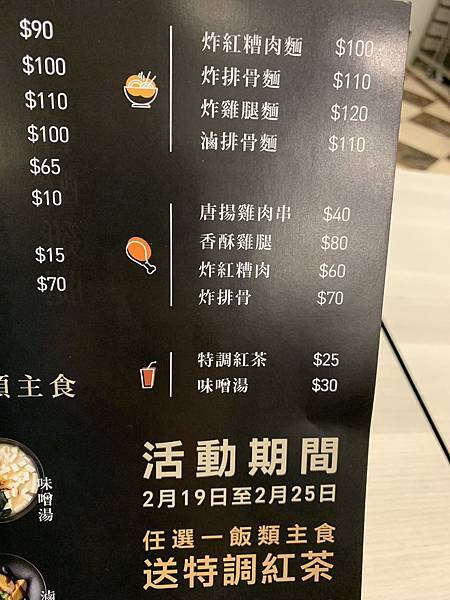 $90
$100
$110
$100
$65
$10
$15
$70
類主食
味噌湯
滷
炸紅糟肉麵 $100
炸排骨麵 $110
炸雞腿麵 $120
滷排骨麵 $110
唐揚雞肉串 $40
香酥雞腿 $80
炸紅糟肉 $60
炸排骨 $70
特調紅茶 $25
味噌湯 $30
活動期間
2月19日至2月25日
任選一飯類主食
送特調紅茶